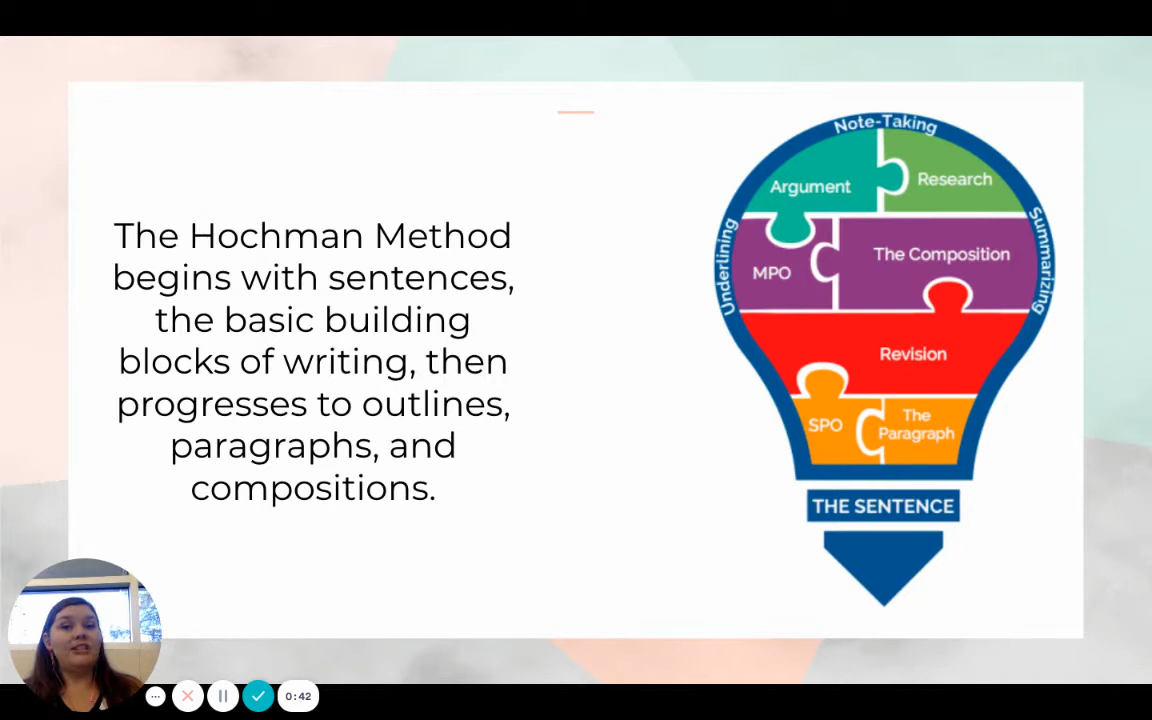 The Hochman Method
begins with sentences,
the basic building
blocks of writing, then
progresses to outlines,
paragraphs, and
compositions.
Note-Taking
Underlining
Summarizing
Argument
Research
MPO
The Composition
Revision
SPO
The
Paragraph
THE SENTENCE
0:42